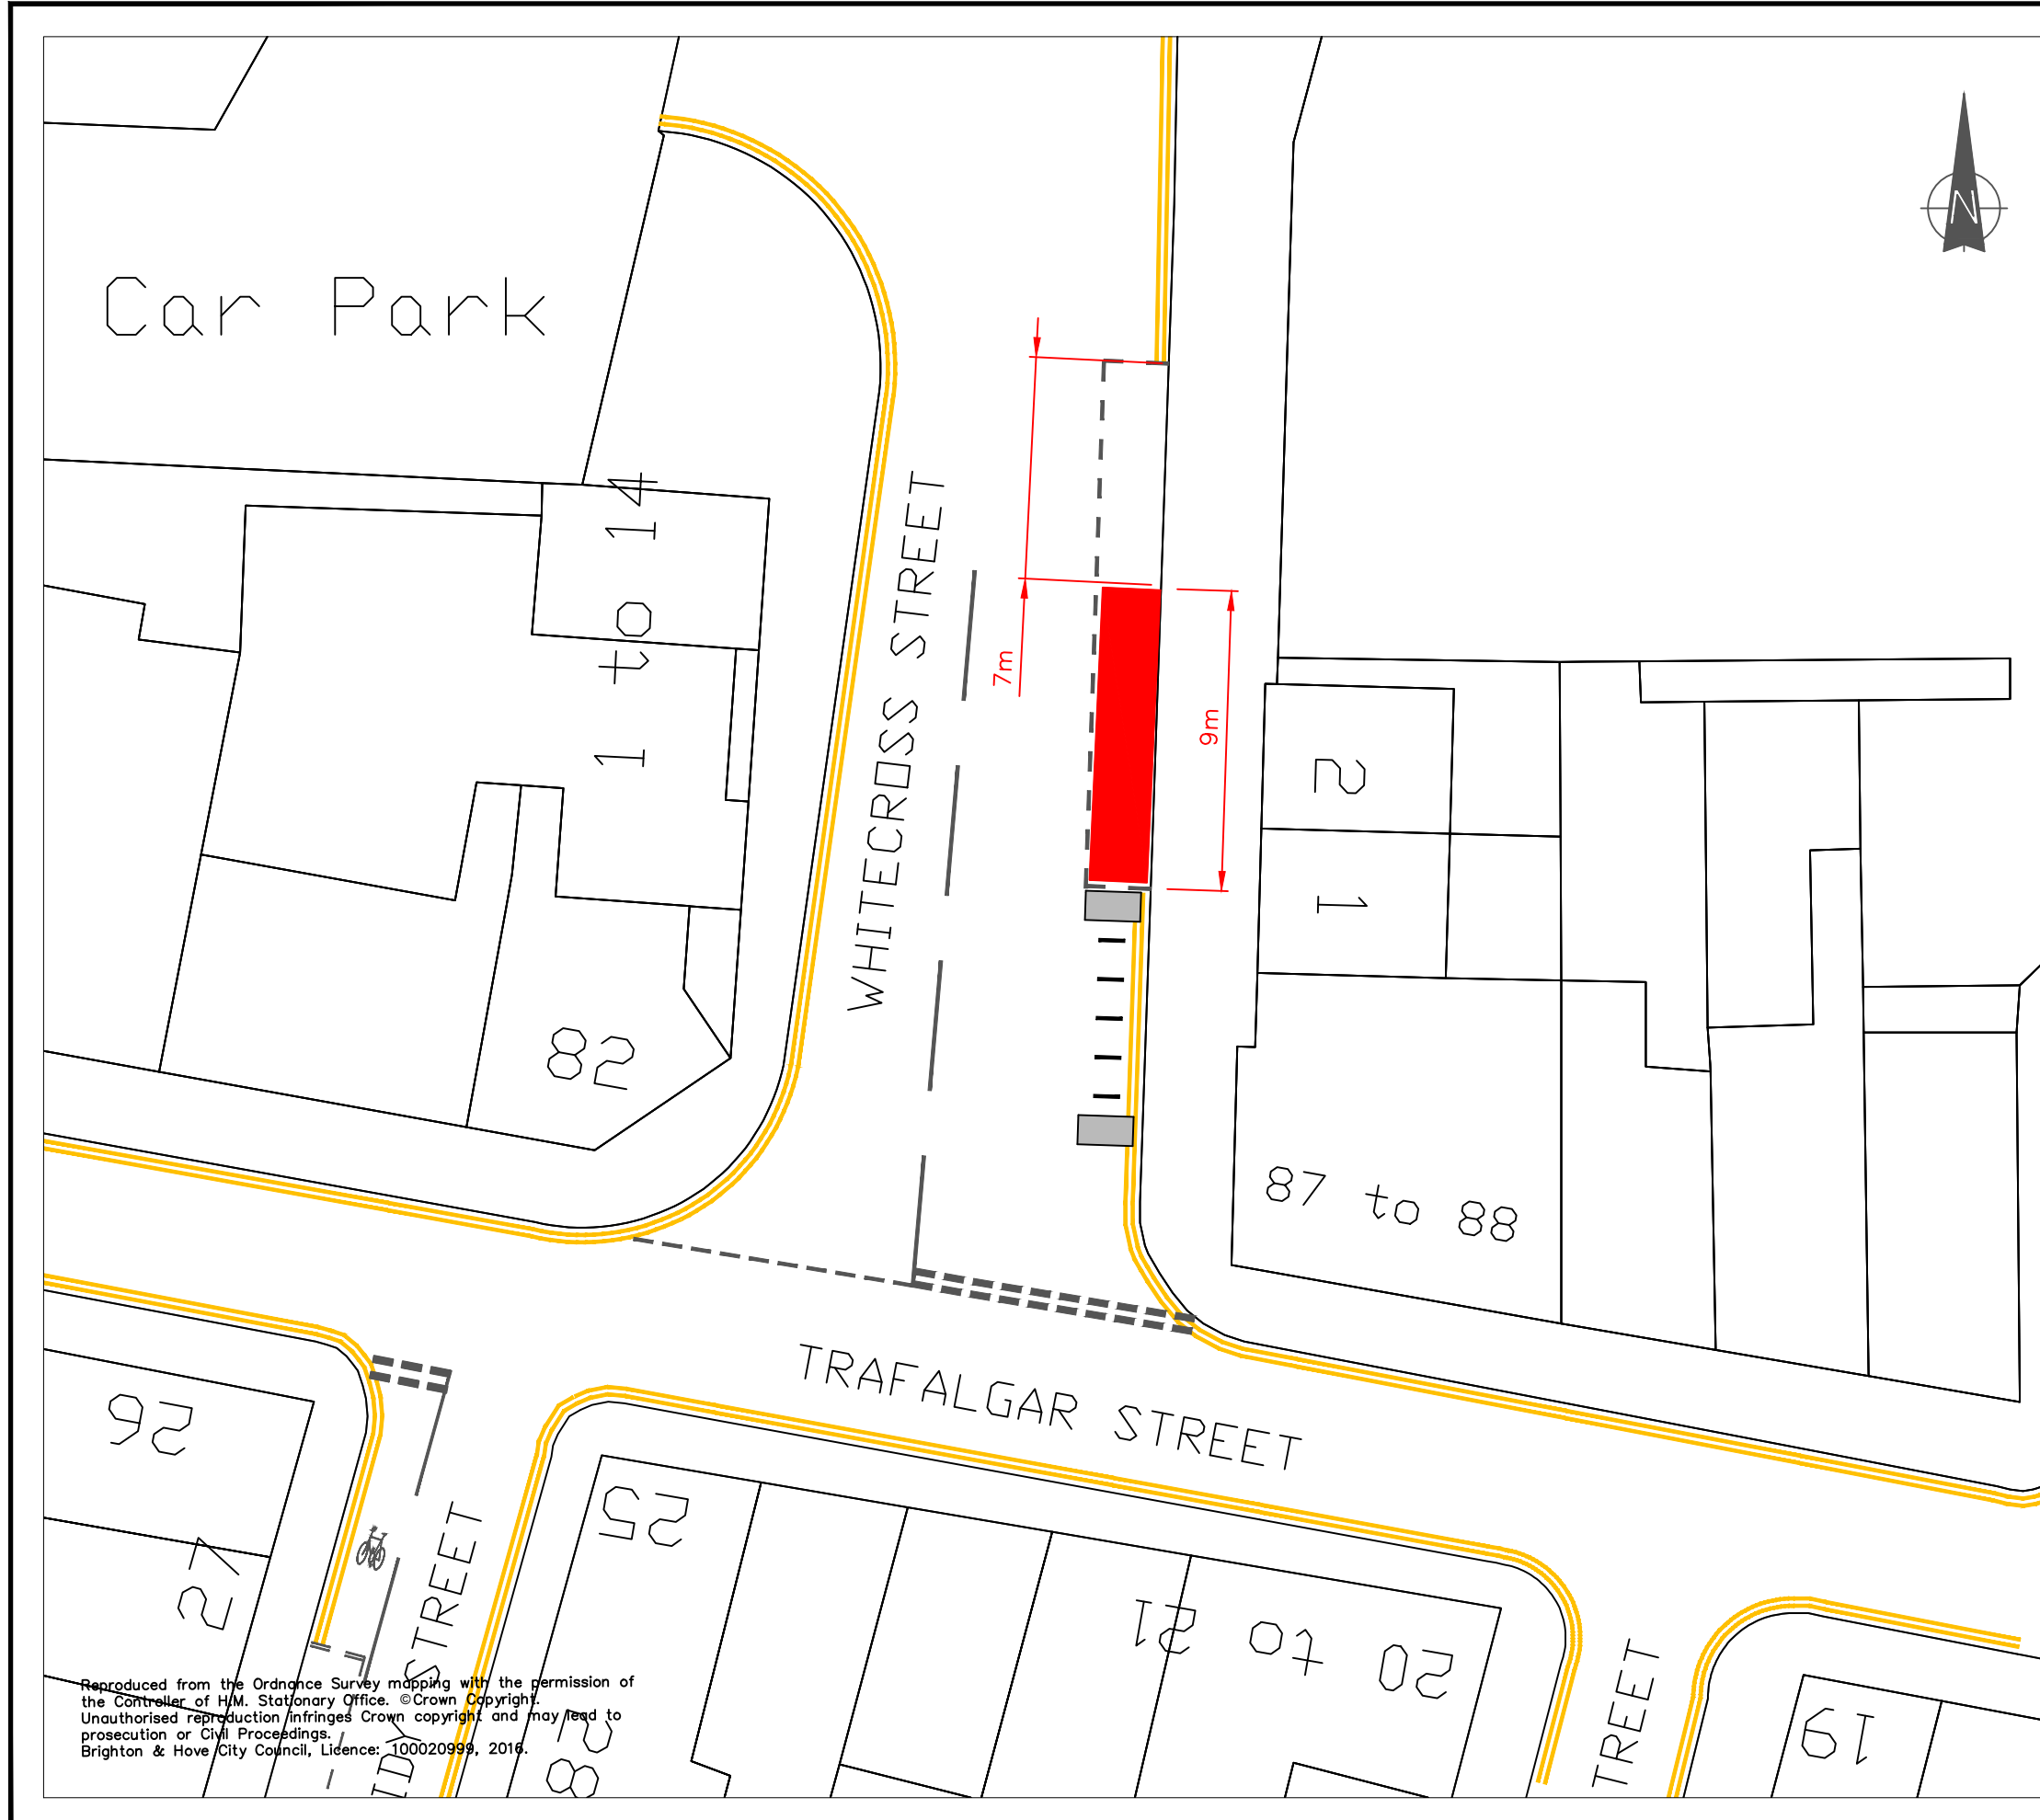 N
Car Park
1 to 14
WHITECROSS STREET
7m
9m
2
1
82
87 to 88
TRAFALGAR STREET
26
25
27
STREET
20 to 21
TREET
19
28
Reproduced from the Ordnance Survey mapping with the permission of
the Controller of H.M. Stationary Office. ©Crown Copyright.
Unauthorised reproduction infringes Crown copyright and may lead to
prosecution or Civil Proceedings.
Brighton & Hove City Council, Licence: 100020999, 2016.